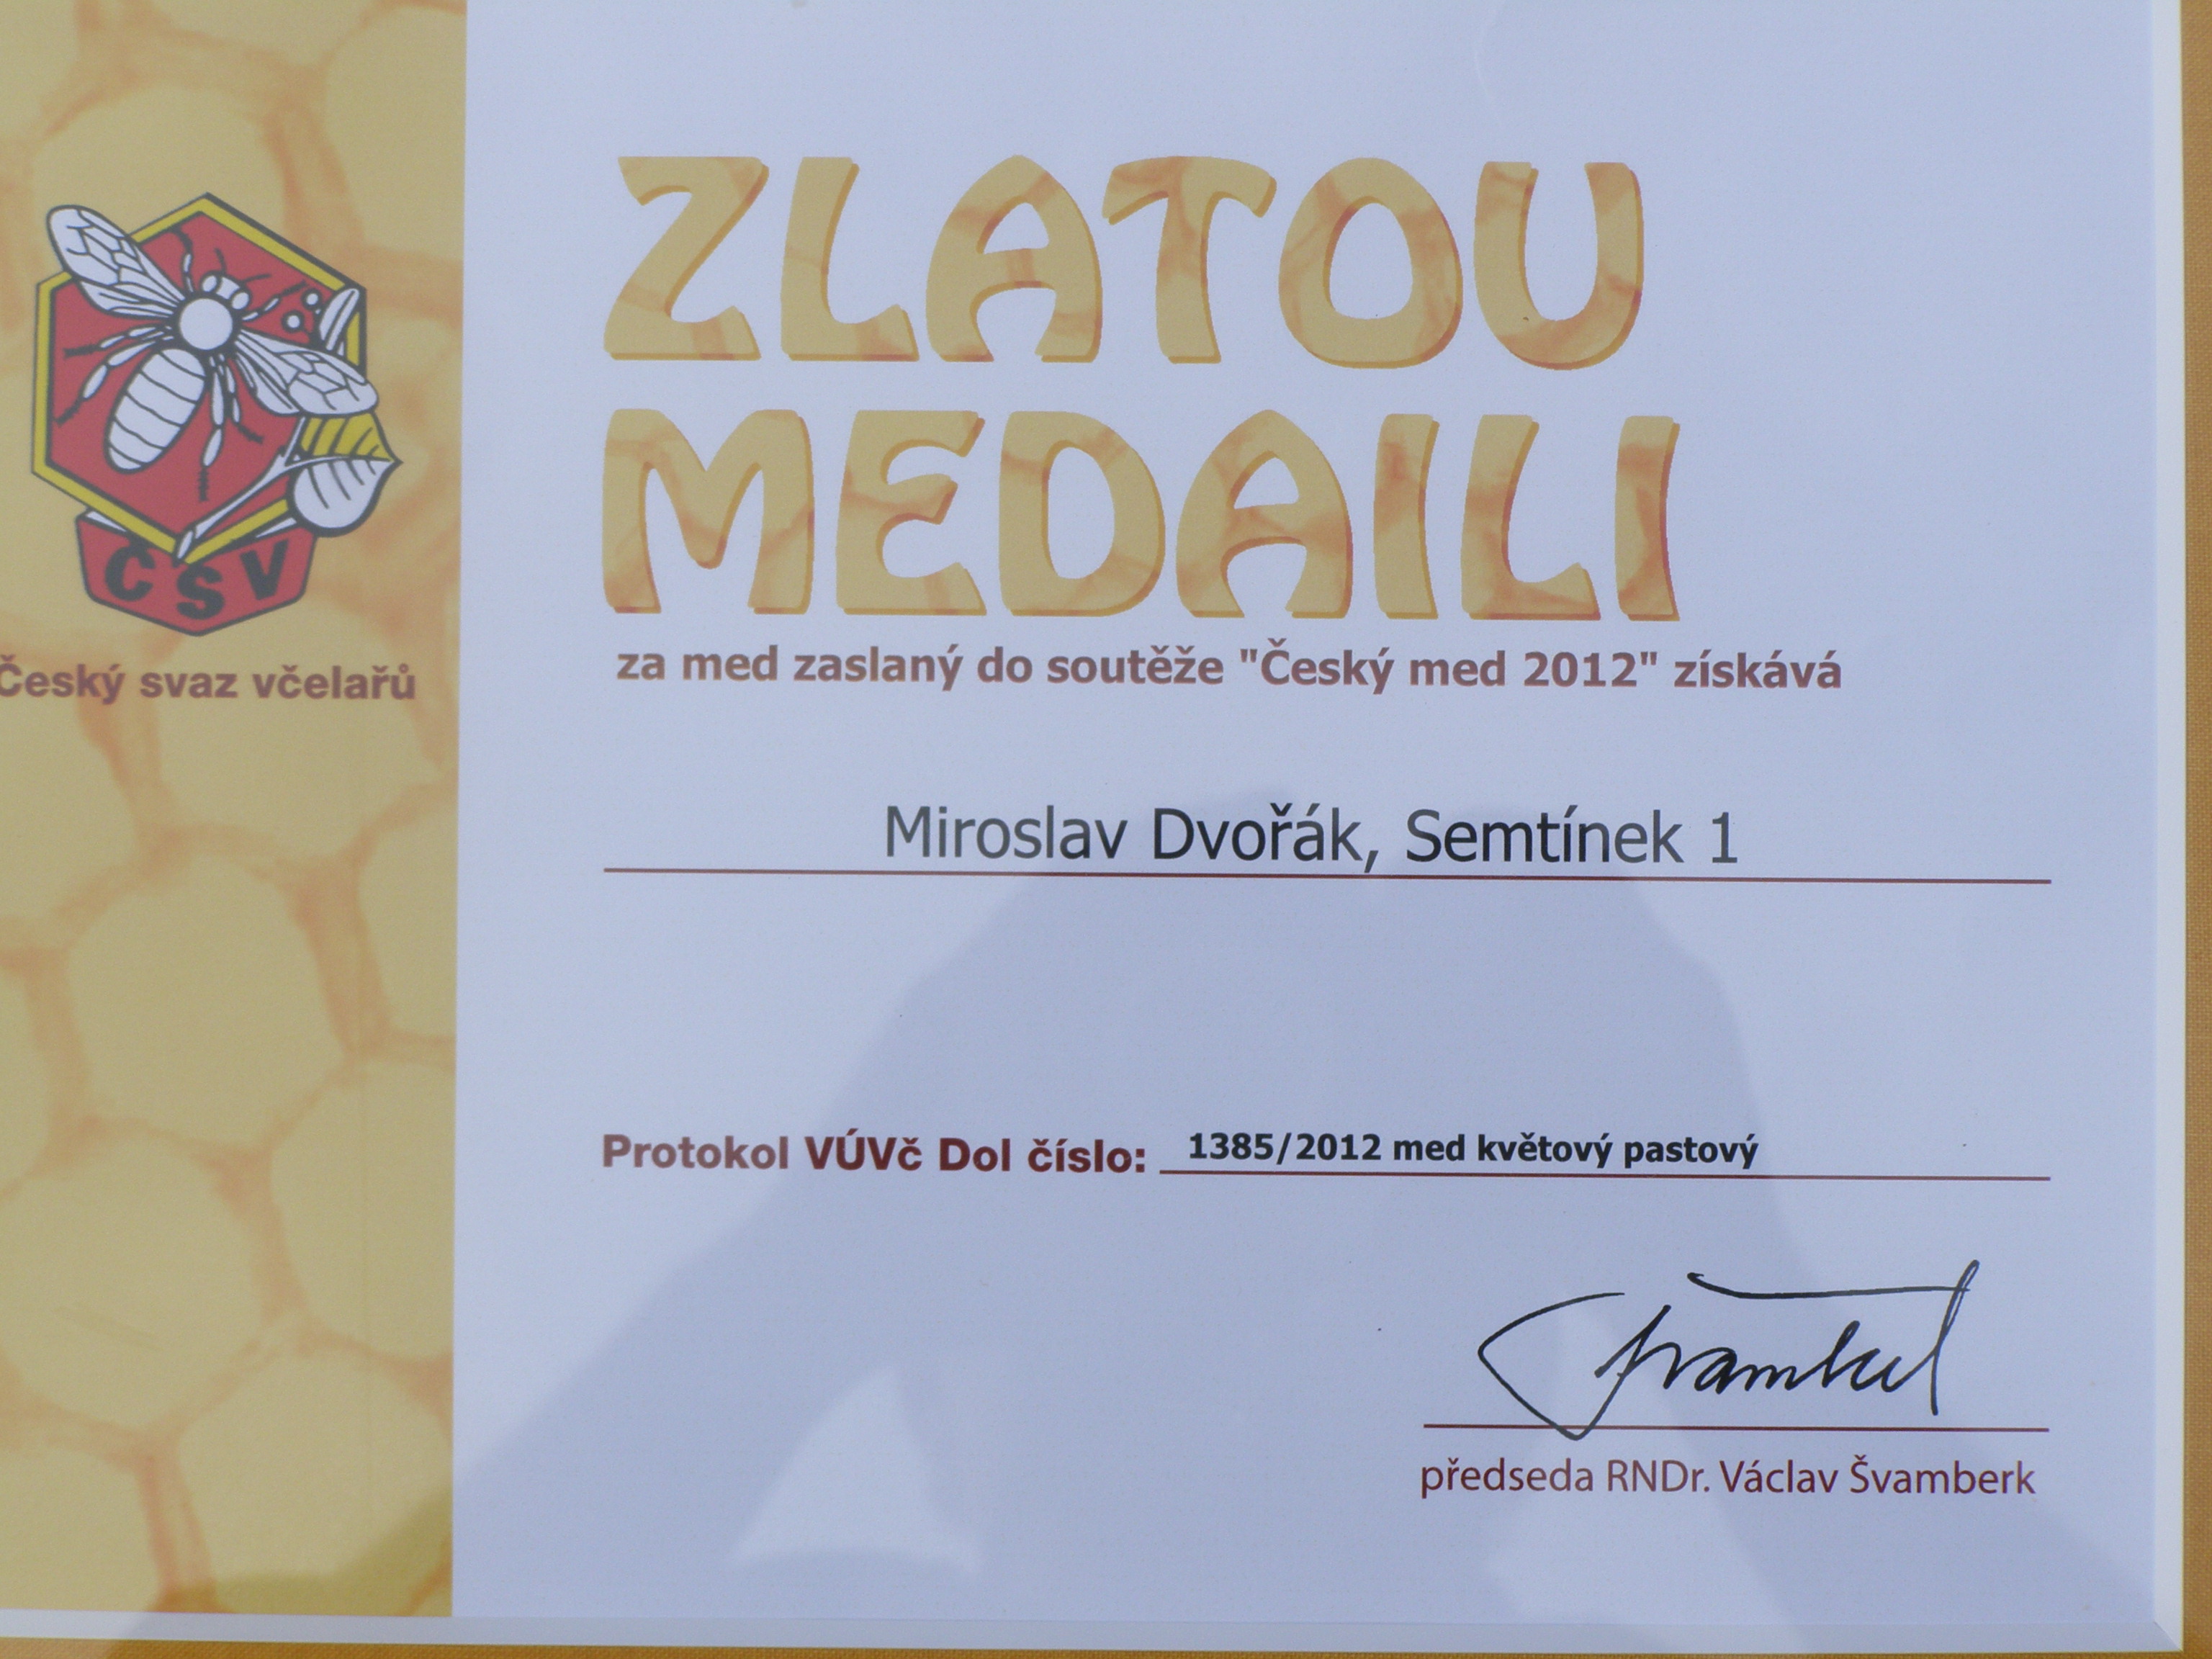 ČSV
Český svaz včelařů
ZLATOU
MEDAILI
za med zaslaný do soutěže "Český med 2012" získává
Miroslav Dvořák, Semtínek 1
Protokol VÚVč Dol číslo: 1385/2012 med květový pastový
Švamberk
předseda RNDr. Václav Švamberk